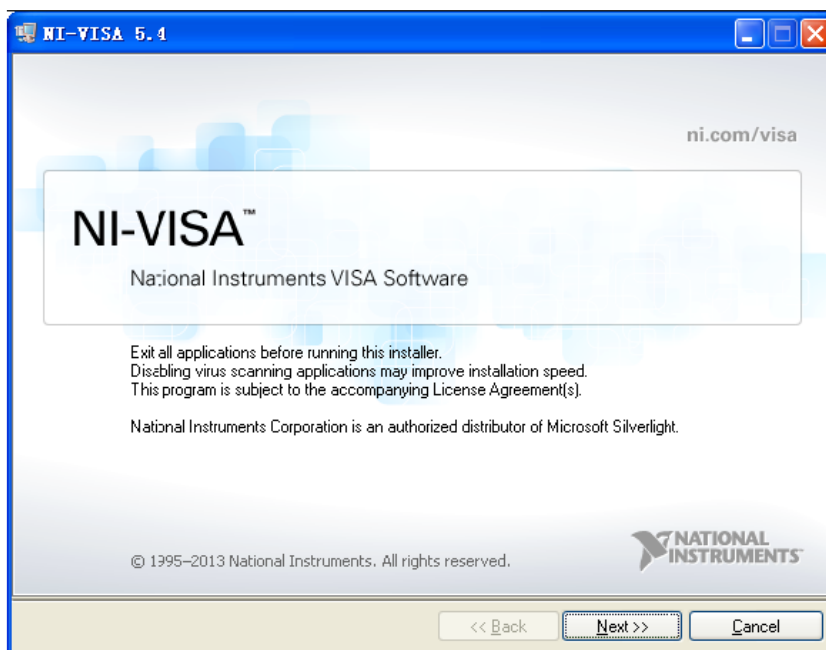 NI-VISA 5.4
ni.com/visa
NI-VISA™
National Instruments VISA Software
Exit all applications before running this installer.
Disabling virus scanning applications may improve installation speed.
This program is subject to the accompanying License Agreement(s).
National Instruments Corporation is an authorized distributor of Microsoft Silverlight.
© 1995–2013 National Instruments. All rights reserved.
NATIONAL
INSTRUMENTS™
<< Back Next >> Cancel